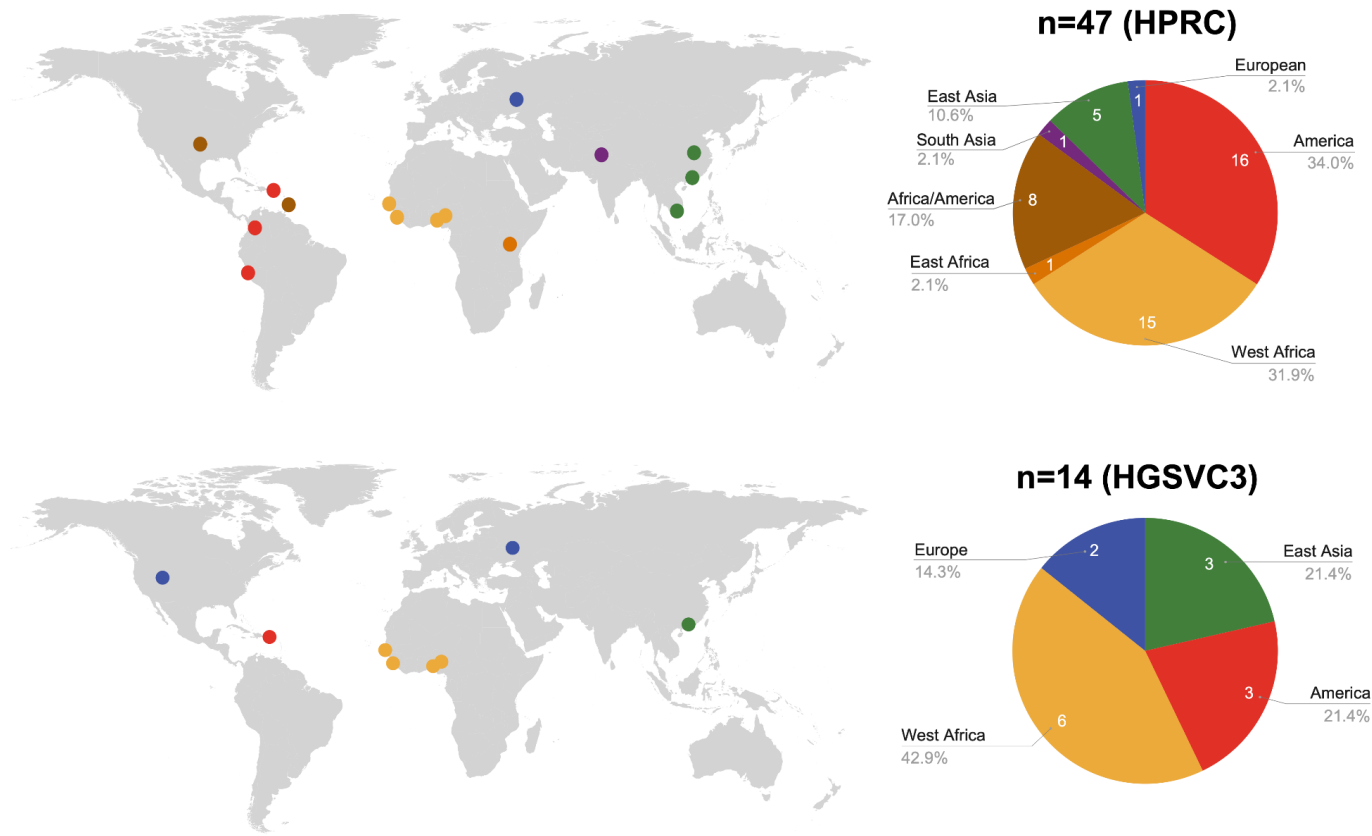 n=47 (HPRC)
European
2.1%
1
East Asia
10.6%
5
South Asia
2.1%
1
America
34.0%
16
Africa/America
17.0%
8
East Africa
2.1%
1
15
West Africa
31.9%
n=14 (HGSVC3)
Europe
14.3%
2
3
East Asia
21.4%
3
America
21.4%
West Africa
42.9%
6